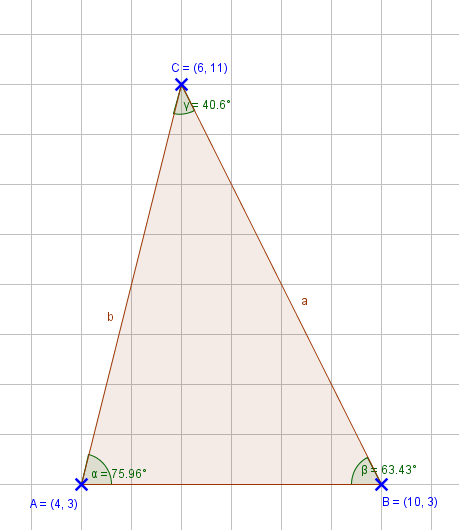 C = (6, 11)
γ = 40.6°
a
b
α = 75.96°
β = 63.43°
A = (4, 3)
B = (10, 3)